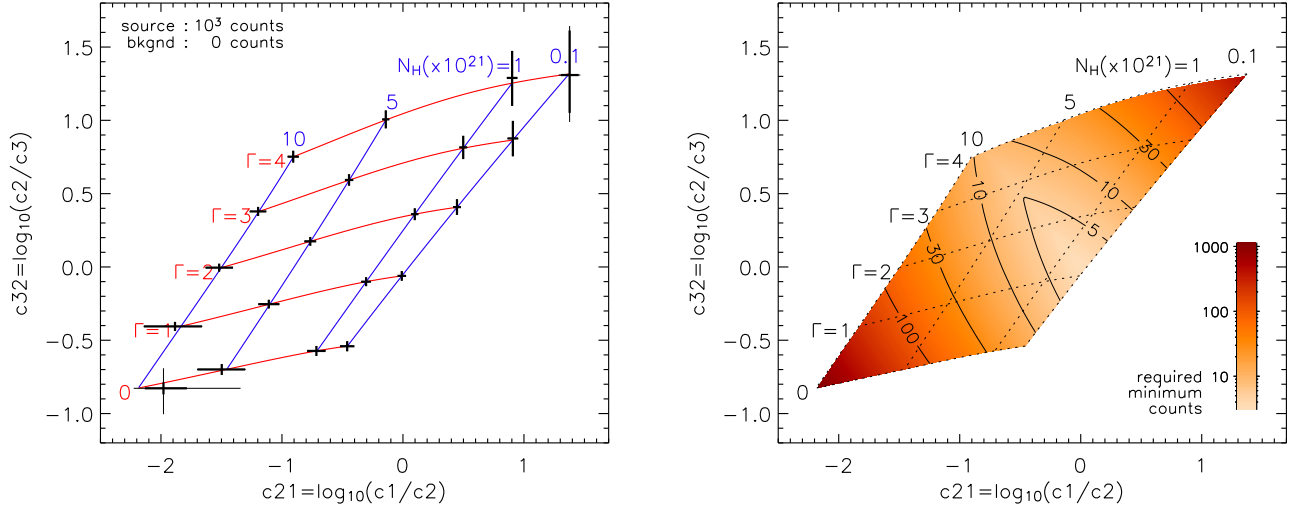 source : 10³ counts
bkgnd : 0 counts
N_H(x10²¹)=1
0.1
5
10
Γ=4
Γ=3
Γ=2
Γ=1
0
1.5
1.0
0.5
0.0
−0.5
−1.0
c32=log₁₀(c2/c3)
−2
−1
0
1
c21=log₁₀(c1/c2)
N_H(x10²¹)=1
0.1
5
10
Γ=4
Γ=3
Γ=2
Γ=1
0
30
10
5
10
30
100
1000
100
10
required
minimum
counts
1.5
1.0
0.5
0.0
−0.5
−1.0
c32=log₁₀(c2/c3)
−2
−1
0
1
c21=log₁₀(c1/c2)